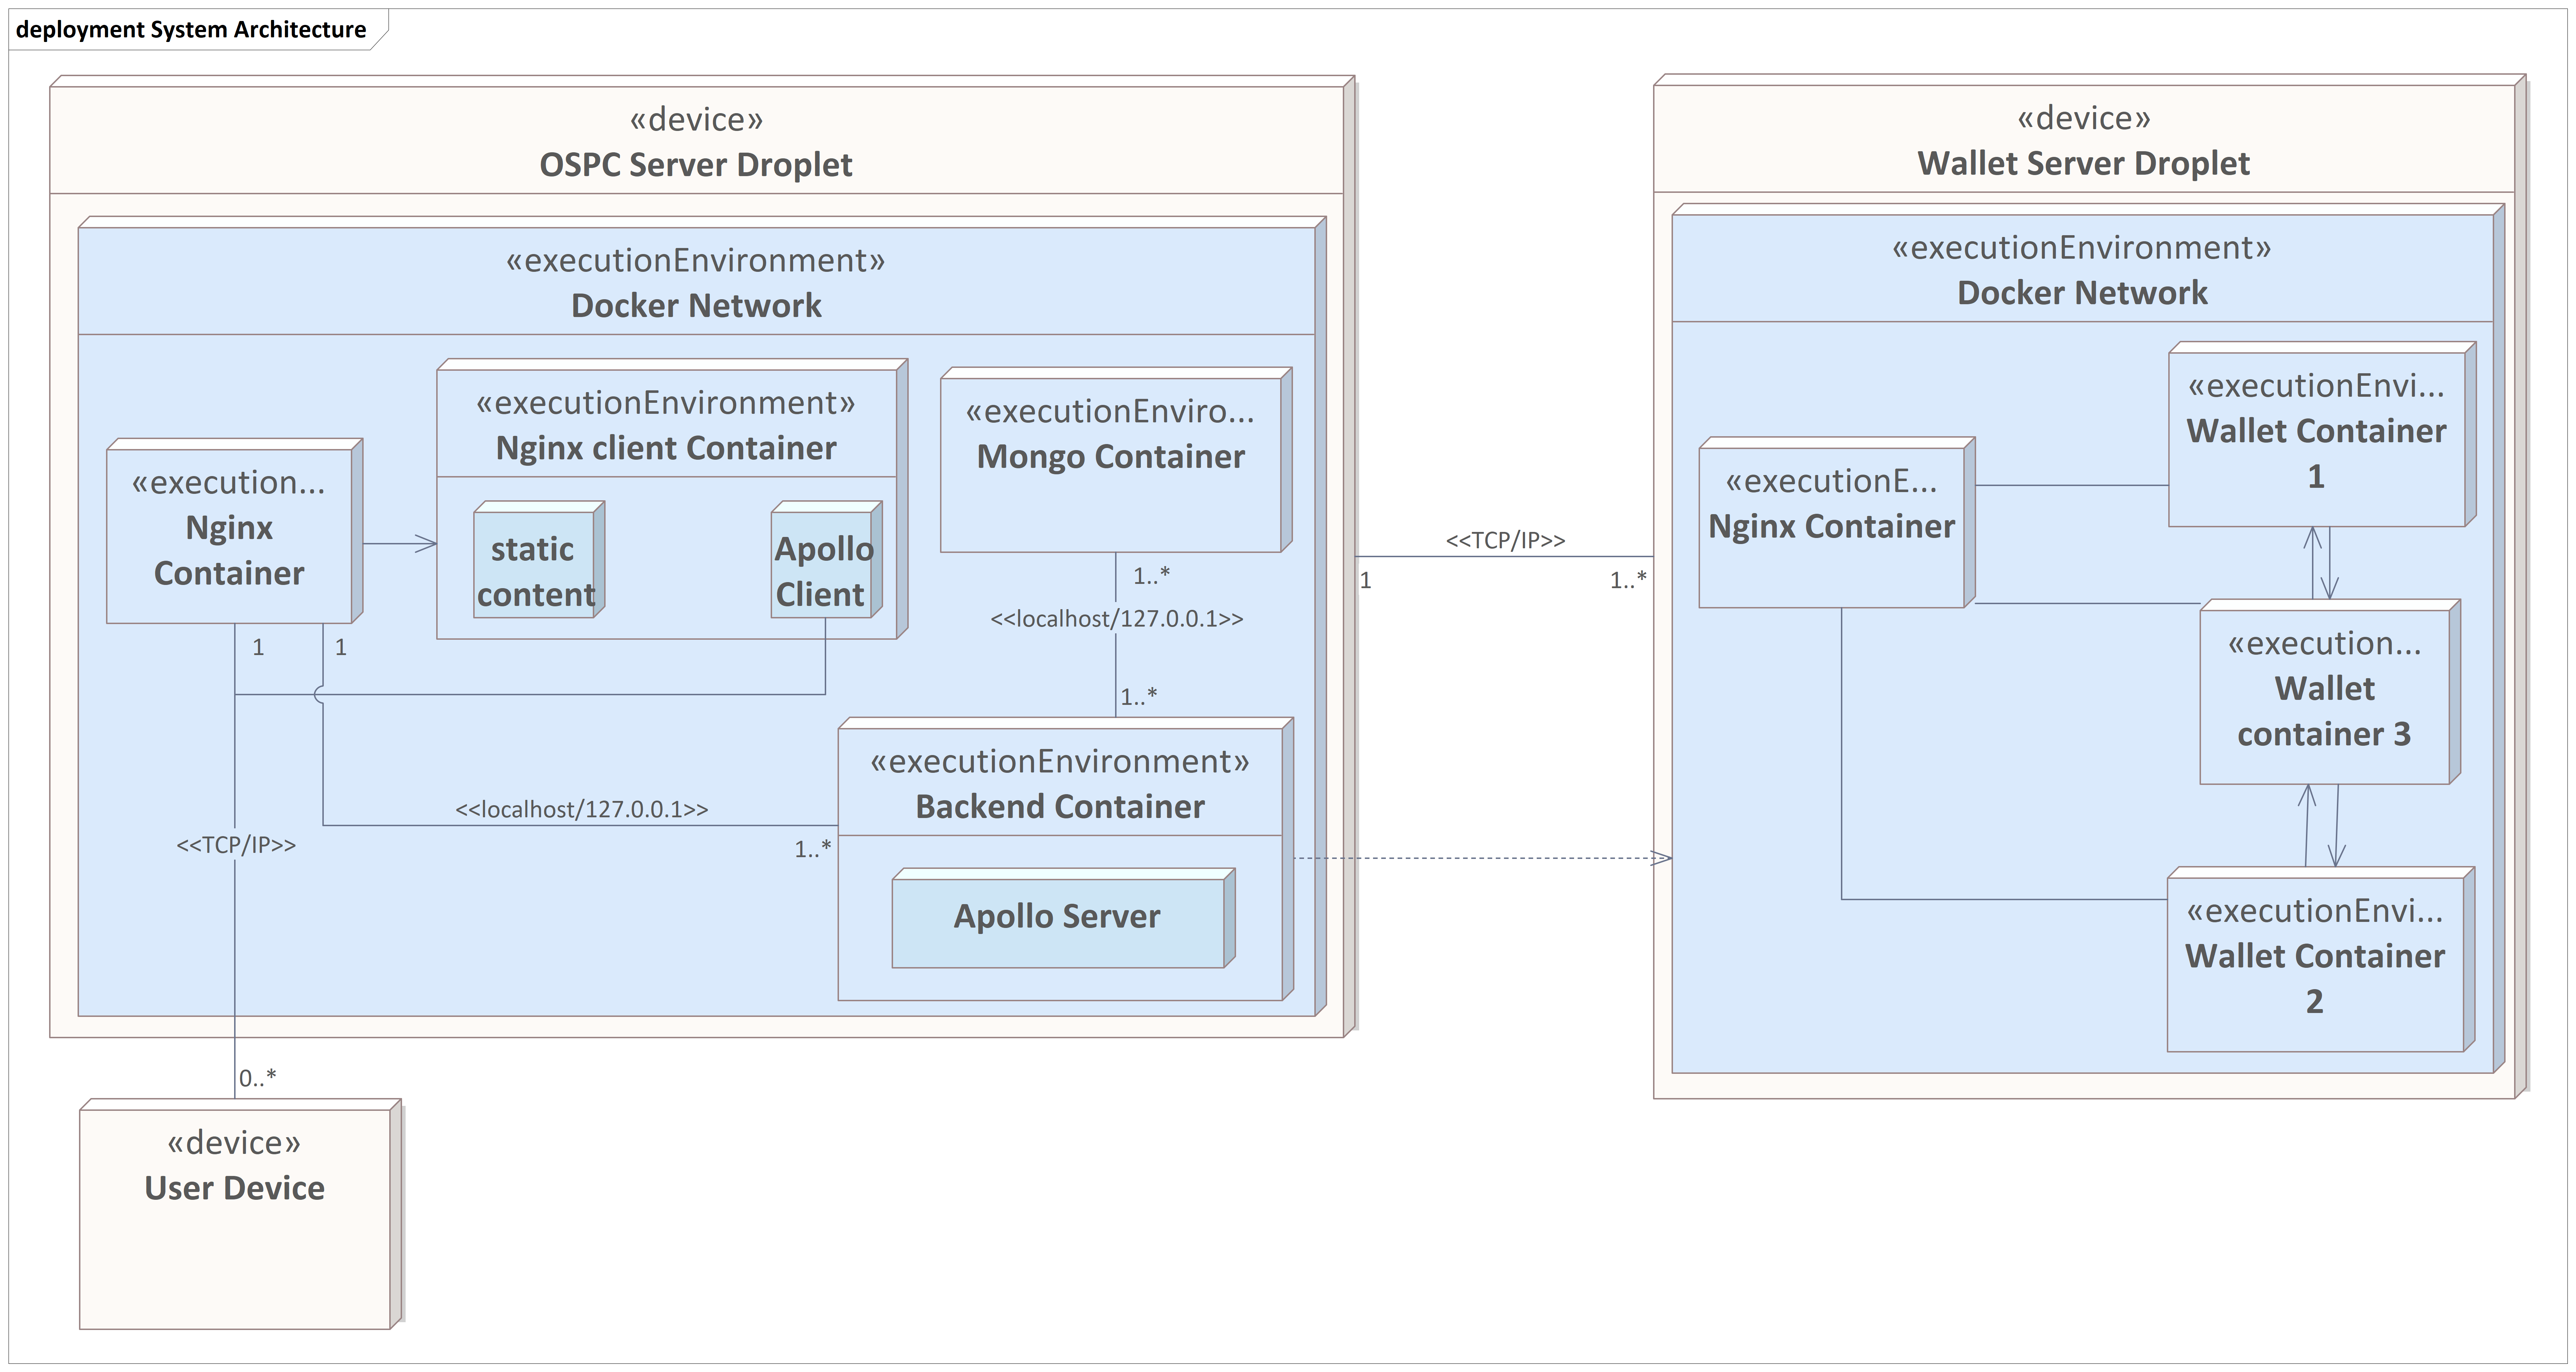 deployment System Architecture
«device»
OSPC Server Droplet
«executionEnvironment»
Docker Network
«execution...
Nginx
Container
«executionEnvironment»
Nginx client Container
static
content
Apollo
Client
«executionEnviro...
Mongo Container
1..*
<<localhost/127.0.0.1>>
1..*
1
1
«executionEnvironment»
Backend Container
Apollo Server
<<localhost/127.0.0.1>>
1..*
<<TCP/IP>>
0..*
«device»
User Device
<<TCP/IP>>
1
1..*
«device»
Wallet Server Droplet
«executionEnvironment»
Docker Network
«executionE...
Nginx Container
«executionEnvi...
Wallet Container
1
«execution...
Wallet
container 3
«executionEnvi...
Wallet Container
2